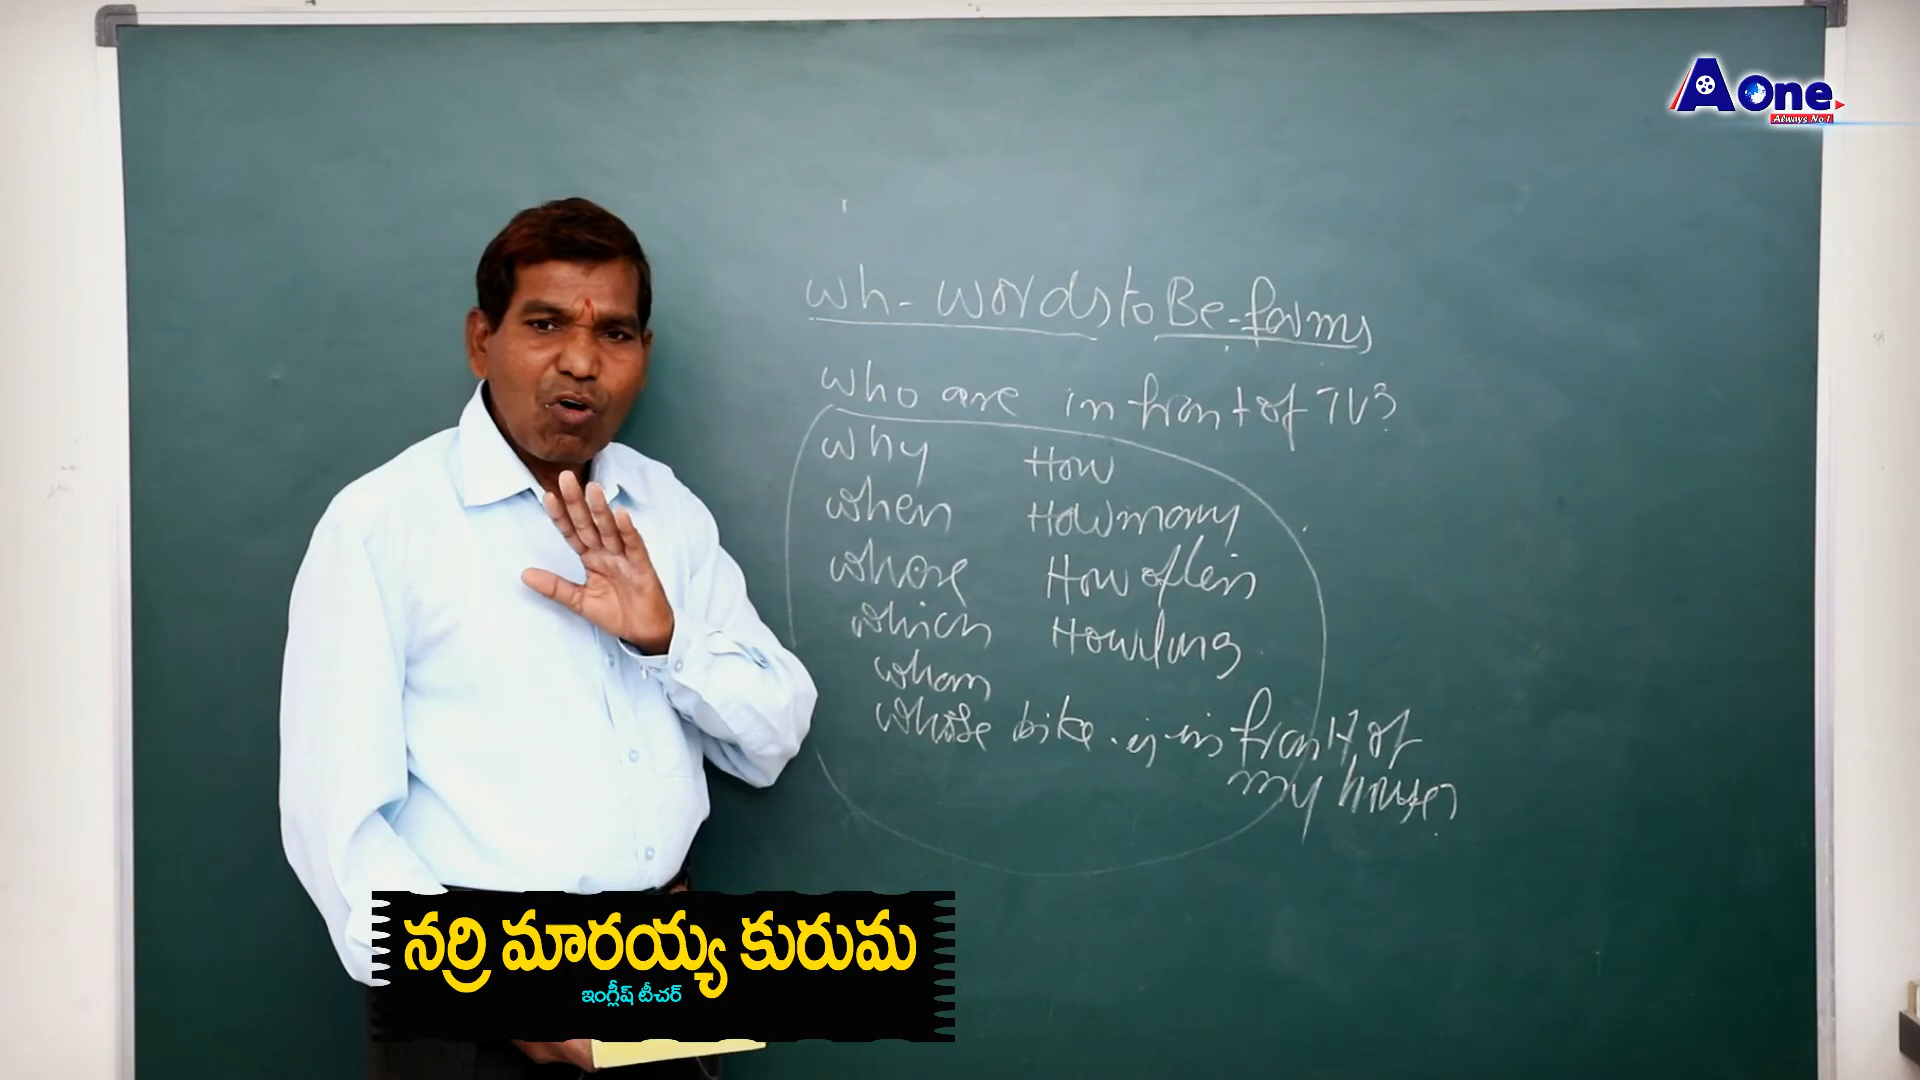 A One
Always No 1
wh- words to Be-forms
who are in front of TV?
why How
when How many
where How often
which How long
whom
whose bike is in front of
my house?
నర్రి మారయ్య కురుమ
ఇంగ్లీష్ టీచర్